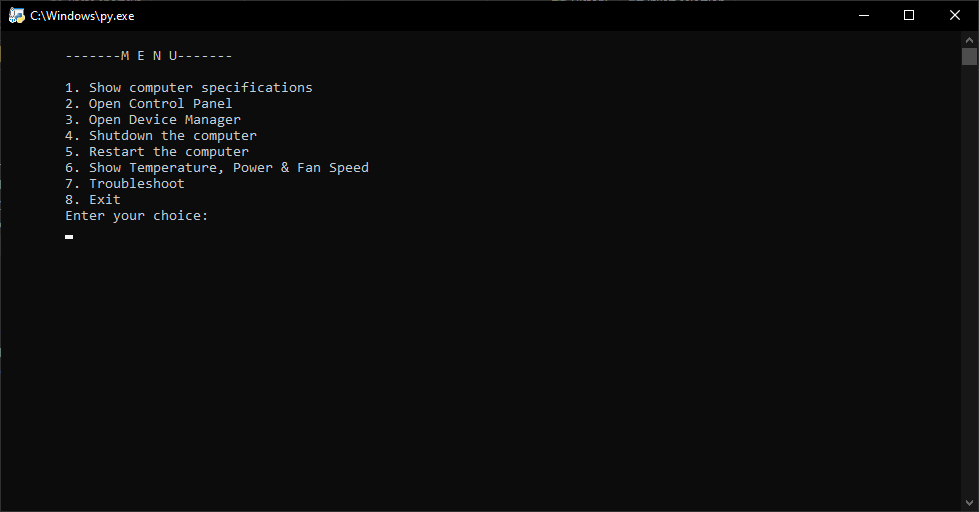 C:\Windows\py.exe
-------M E N U-------
1. Show computer specifications
2. Open Control Panel
3. Open Device Manager
4. Shutdown the computer
5. Restart the computer
6. Show Temperature, Power & Fan Speed
7. Troubleshoot
8. Exit
Enter your choice: